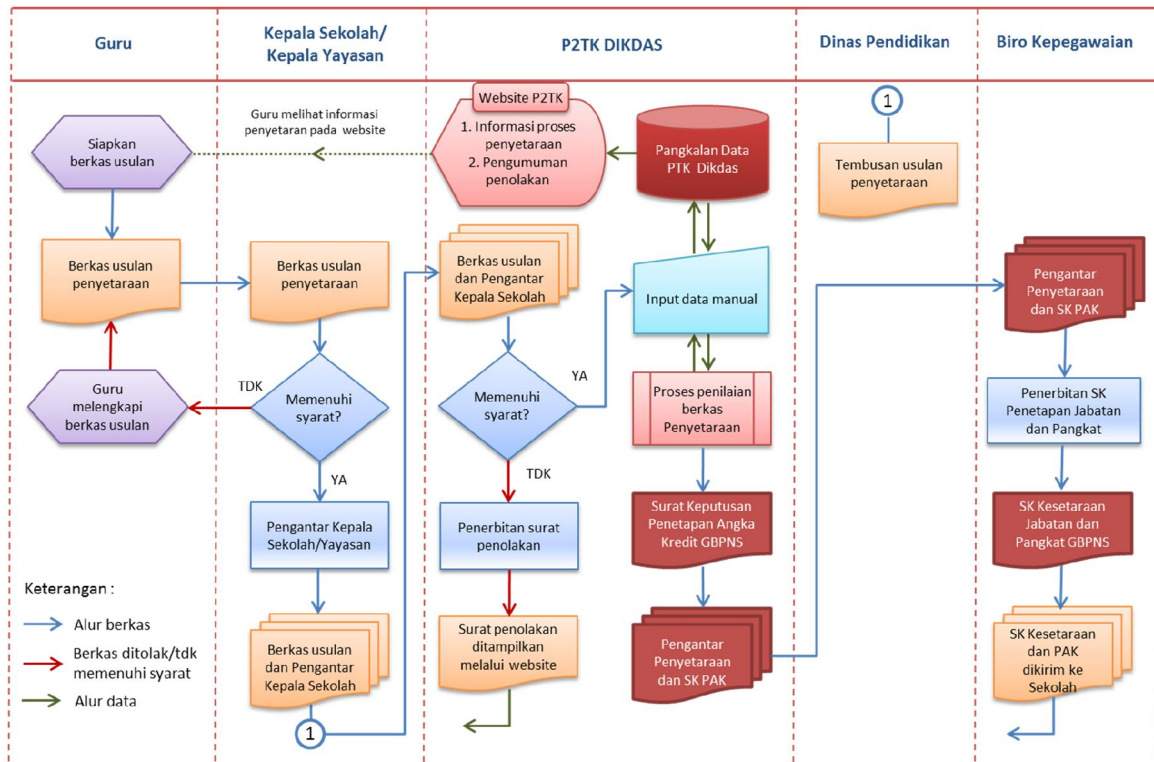 Guru
Kepala Sekolah/
Kepala Yayasan
P2TK DIKDAS
Dinas Pendidikan
Biro Kepegawaian
Siapkan
berkas usulan
Guru melihat informasi
penyetaran pada website
Website P2TK
1. Informasi proses
penyetaraan
2. Pengumuman
penolakan
Pangkalan Data
PTK Dikdas
1
Tembusan usulan
penyetaraan
Berkas usulan
penyetaraan
Berkas usulan
penyetaraan
Berkas usulan
dan Pengantar
Kepala Sekolah
Input data manual
Pengantar
Penyetaraan
dan SK PAK
Guru
melengkapi
berkas usulan
TDK
Memenuhi
syarat?
YA
Memenuhi
syarat?
YA
TDK
Proses penilaian
berkas
Penyetaraan
Penerbitan SK
Penetapan Jabatan
dan Pangkat
Pengantar Kepala
Sekolah/Yayasan
Penerbitan surat
penolakan
Surat Keputusan
Penetapan Angka
Kredit GBPNS
SK Kesetaraan
Jabatan dan
Pangkat GBPNS
Keterangan :
Alur berkas
Berkas ditolak/tdk
memenuhi syarat
Alur data
Berkas usulan
dan Pengantar
Kepala Sekolah
1
Surat penolakan
ditampilkan
melalui website
Pengantar
Penyetaraan
dan SK PAK
SK Kesetaraan
dan PAK
dikirim ke
Sekolah